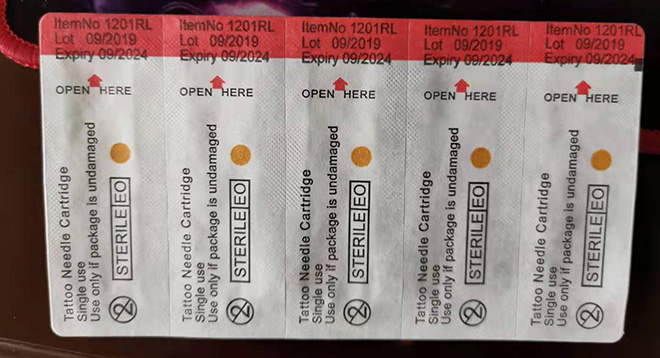 ItemNo 1201RL
Lot 09/2019
Expiry 09/2024
OPEN HERE
Tattoo Needle Cartridge
Single use
Use only if package is undamaged
2 STERILE EO
ItemNo 1201RL
Lot 09/2019
Expiry 09/2024
OPEN HERE
Tattoo Needle Cartridge
Single use
Use only if package is undamaged
2 STERILE EO
ItemNo 1201RL
Lot 09/2019
Expiry 09/2024
OPEN HERE
Tattoo Needle Cartridge
Single use
Use only if package is undamaged
2 STERILE EO
ItemNo 1201RL
Lot 09/2019
Expiry 09/2024
OPEN HERE
Tattoo Needle Cartridge
Single use
Use only if package is undamaged
2 STERILE EO
ItemNo 1201RL
Lot 09/2019
Expiry 09/2024
OPEN HERE
Tattoo Needle Cartridge
Single use
Use only if package is undamaged
2 STERILE EO